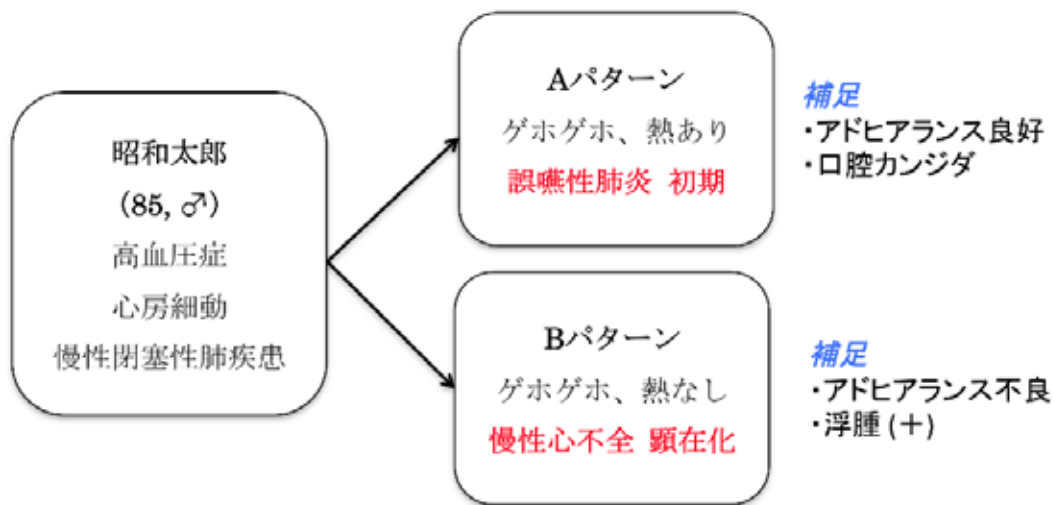 昭和太郎
（85, ♂）
高血圧症
心房細動
慢性閉塞性肺疾患
Aパターン
ゲホゲホ、熱あり
誤嚥性肺炎 初期
補足
・アドヒアランス良好
・口腔カンジダ
Bパターン
ゲホゲホ、熱なし
慢性心不全 顕在化
補足
・アドヒアランス不良
・浮腫 (＋)